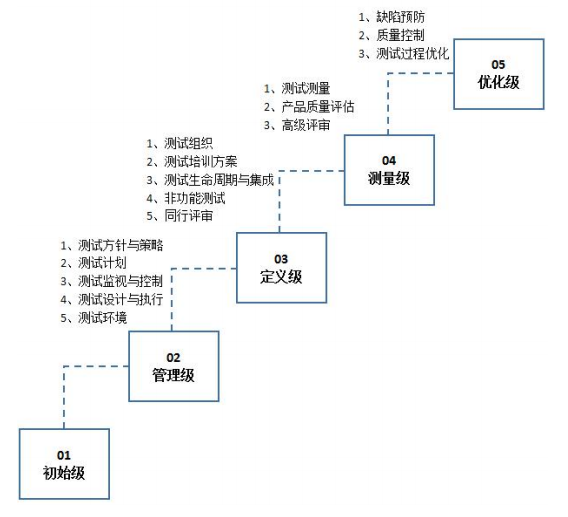 1、缺陷预防
2、质量控制
3、测试过程优化
05
优化级
1、测试测量
2、产品质量评估
3、高级评审
04
测量级
1、测试组织
2、测试培训方案
3、测试生命周期与集成
4、非功能测试
5、同行评审
03
定义级
1、测试方针与策略
2、测试计划
3、测试监视与控制
4、测试设计与执行
5、测试环境
02
管理级
01
初始级